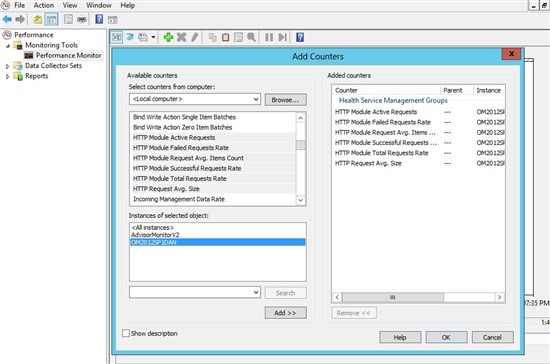 File Action View Window Help
Performance
Monitoring Tools
Performance Monitor
Data Collector Sets
Reports
Add Counters
Available counters
Select counters from computer:
<Local computer>
Browse...
Bind Write Action Single Item Batches
Bind Write Action Zero Item Batches
HTTP Module Active Requests
HTTP Module Failed Requests Rate
HTTP Module Request Avg. Items Count
HTTP Module Successful Requests Rate
HTTP Module Total Requests Rate
HTTP Request Avg. Size
Incoming Management Data Rate
Instances of selected object:
<All instances>
AdvisorMonitorV2
OM2012SP1DAN
Search
Add >>
Show description
Added counters
Counter Parent Instance
Health Service Management Groups
HTTP Module Active Requests --- OM2012SP
HTTP Module Failed Requests Rate --- OM2012SP
HTTP Module Request Avg. Items ... --- OM2012SP
HTTP Module Successful Requests ... --- OM2012SP
HTTP Module Total Requests Rate --- OM2012SP
HTTP Request Avg. Size --- OM2012SP
Remove <<
Help OK Cancel
07:35 PM
1:4